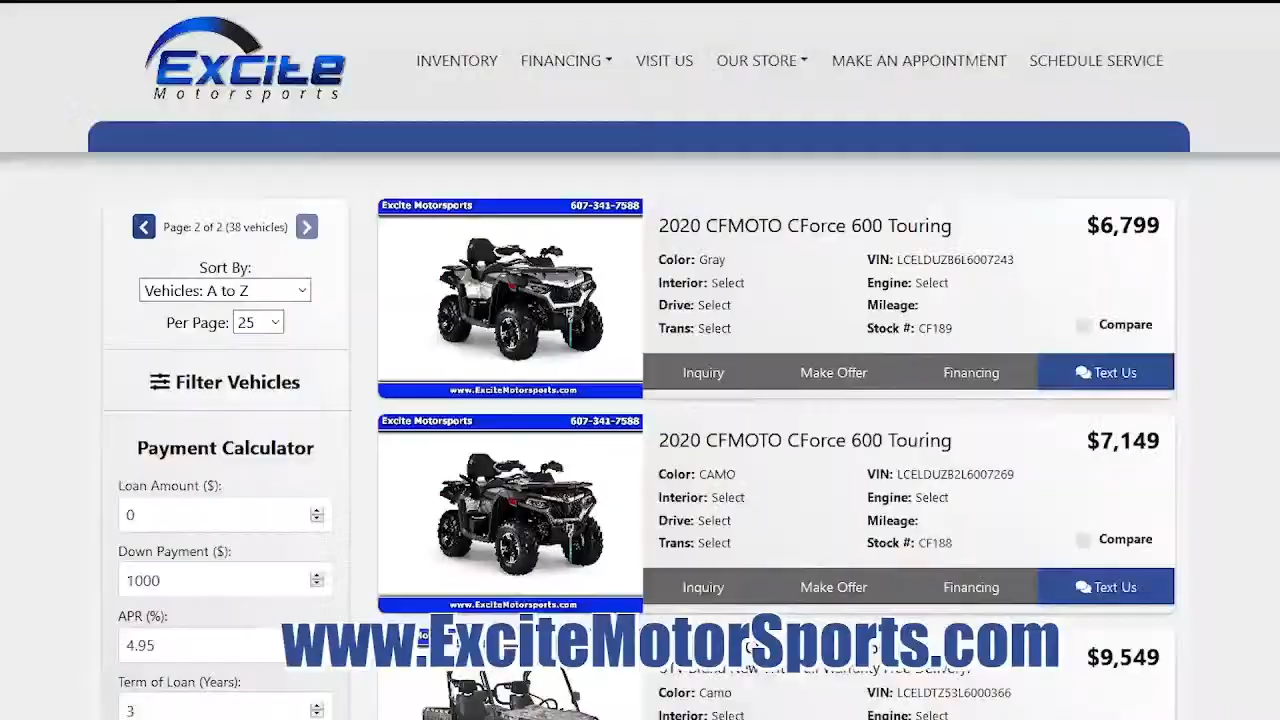 Excite
Motorsports
INVENTORY FINANCING VISIT US OUR STORE MAKE AN APPOINTMENT SCHEDULE SERVICE
Page: 2 of 2 (38 vehicles)
Sort By:
Vehicles: A to Z
Per Page: 25
Filter Vehicles
Payment Calculator
Loan Amount ($):
0
Down Payment ($):
1000
APR (%):
4.95
Term of Loan (Years):
3
Excite Motorsports 607-341-7588
www.ExciteMotorsports.com
2020 CFMOTO CForce 600 Touring
$6,799
Color: Gray VIN: LCELDUZB6L6007243
Interior: Select Engine: Select
Drive: Select Mileage:
Trans: Select Stock #: CF189
Compare
Inquiry Make Offer Financing Text Us
Excite Motorsports 607-341-7588
www.ExciteMotorsports.com
2020 CFMOTO CForce 600 Touring
$7,149
Color: CAMO VIN: LCELDUZB2L6007269
Interior: Select Engine: Select
Drive: Select Mileage:
Trans: Select Stock #: CF188
Compare
Inquiry Make Offer Financing Text Us
www.ExciteMotorSports.com
$9,549
Color: Camo VIN: LCELDTZ53L6000366
Interior: Select Engine: Select